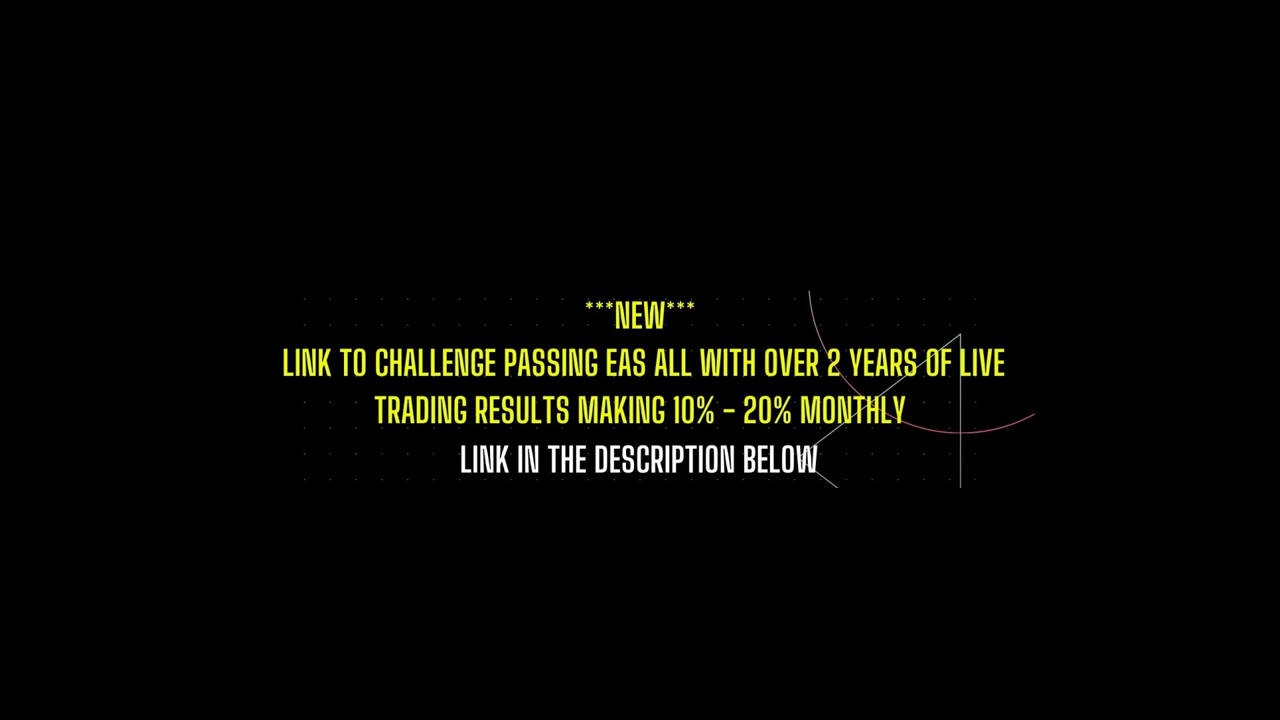 ***NEW***
LINK TO CHALLENGE PASSING EAS ALL WITH OVER 2 YEARS OF LIVE
TRADING RESULTS MAKING 10% - 20% MONTHLY
LINK IN THE DESCRIPTION BELOW